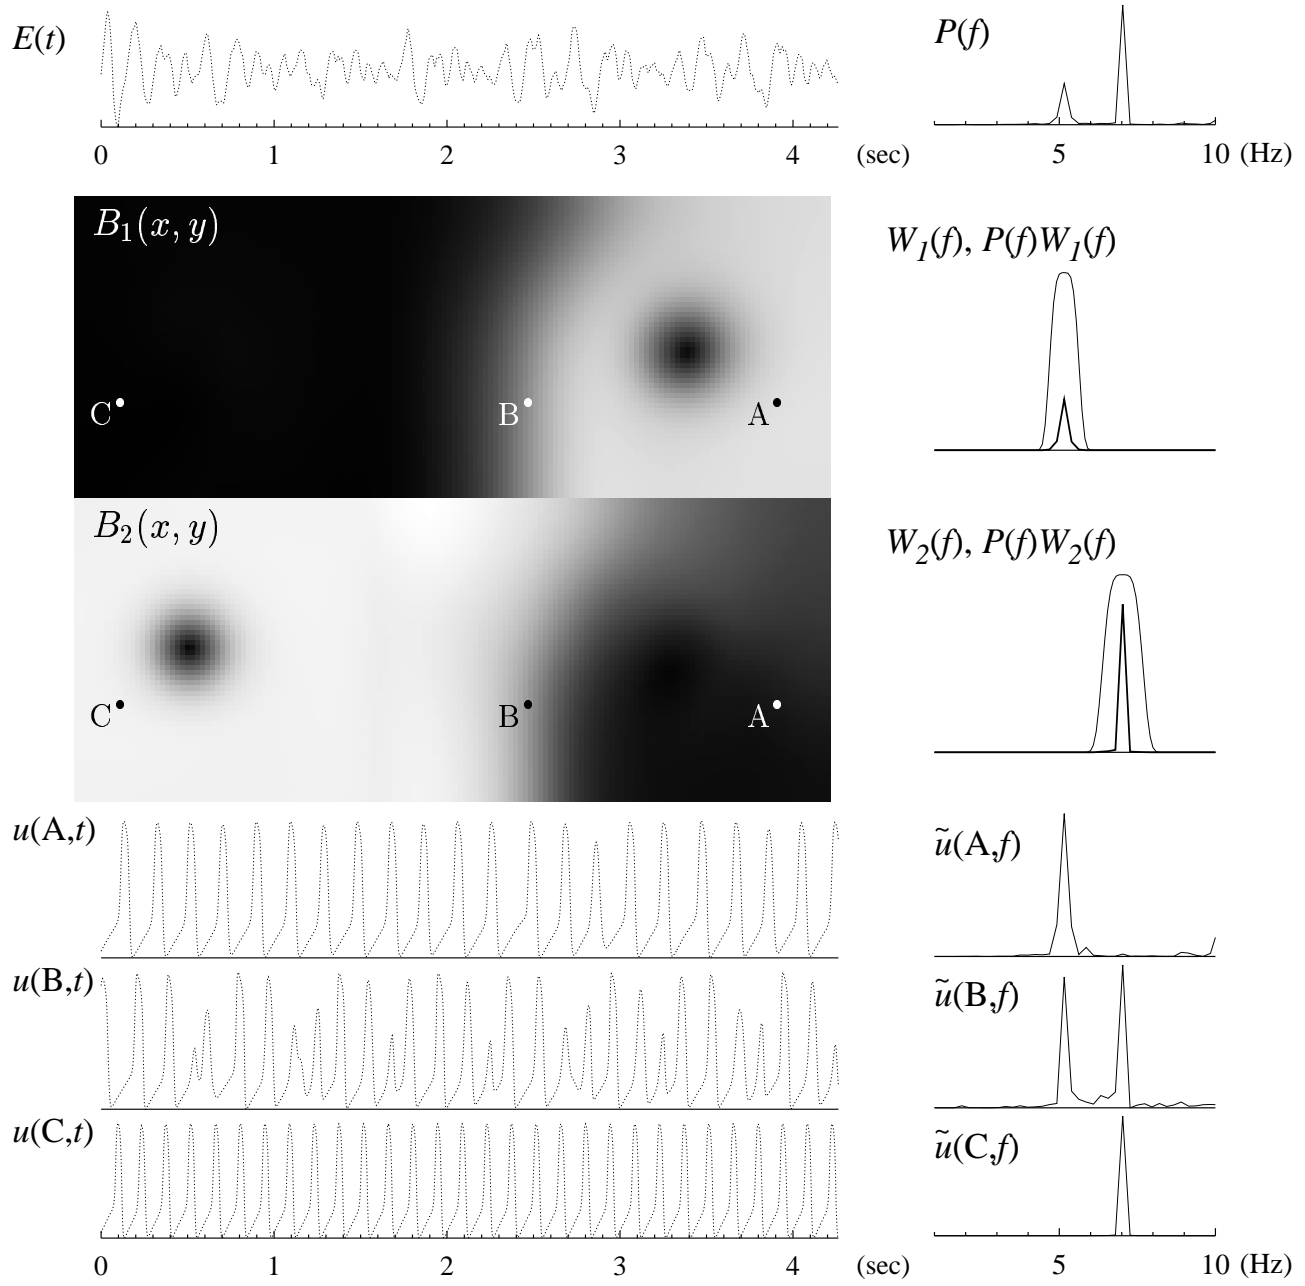 E(t) P(f)
0 1 2 3 4 (sec) 5 10 (Hz)
B₁(x, y)
W₁(f), P(f)W₁(f)
C B A
B₂(x, y)
W₂(f), P(f)W₂(f)
C B A
u(A,t) ũ(A,f)
u(B,t) ũ(B,f)
u(C,t) ũ(C,f)
0 1 2 3 4 (sec) 5 10 (Hz)